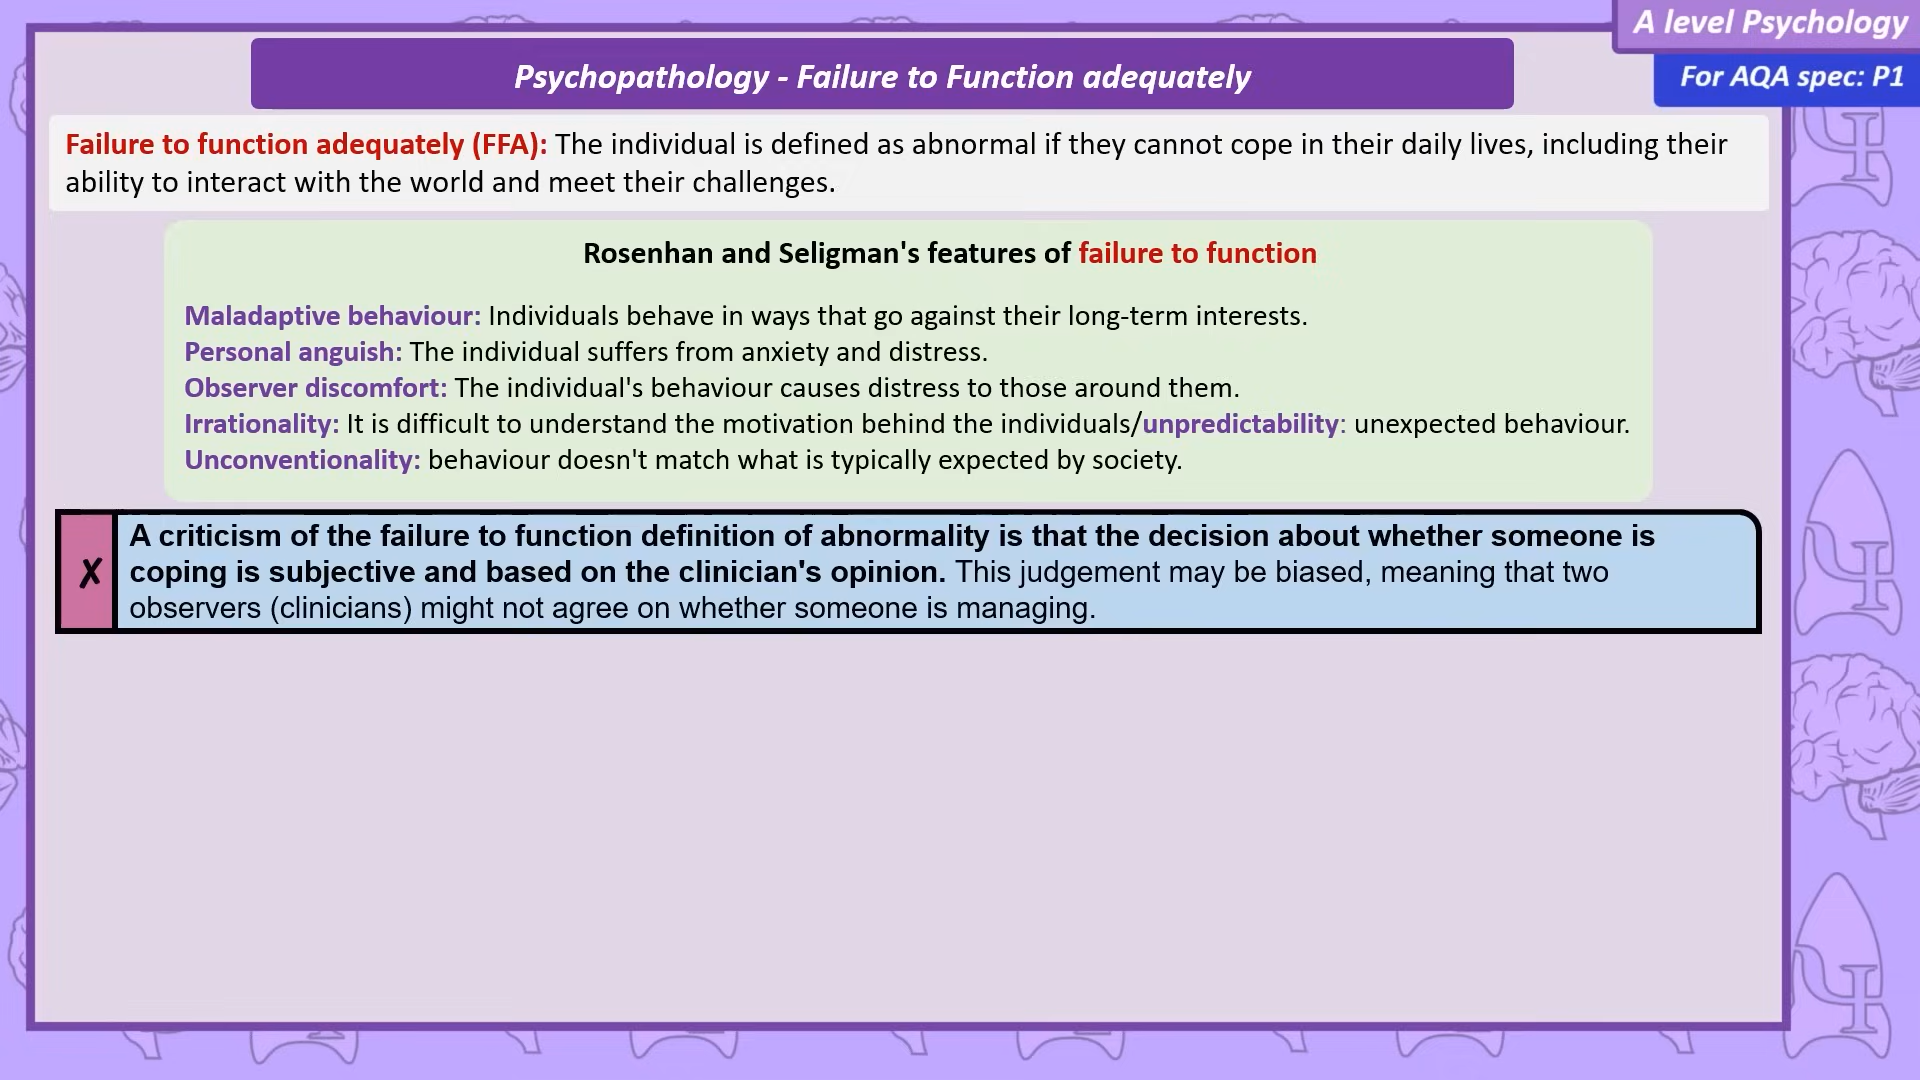 A level Psychology
For AQA spec: P1
Psychopathology - Failure to Function adequately
Failure to function adequately (FFA): The individual is defined as abnormal if they cannot cope in their daily lives, including their
ability to interact with the world and meet their challenges.
Rosenhan and Seligman's features of failure to function
Maladaptive behaviour: Individuals behave in ways that go against their long-term interests.
Personal anguish: The individual suffers from anxiety and distress.
Observer discomfort: The individual's behaviour causes distress to those around them.
Irrationality: It is difficult to understand the motivation behind the individuals/unpredictability: unexpected behaviour.
Unconventionality: behaviour doesn't match what is typically expected by society.
✗ A criticism of the failure to function definition of abnormality is that the decision about whether someone is
coping is subjective and based on the clinician's opinion. This judgement may be biased, meaning that two
observers (clinicians) might not agree on whether someone is managing.